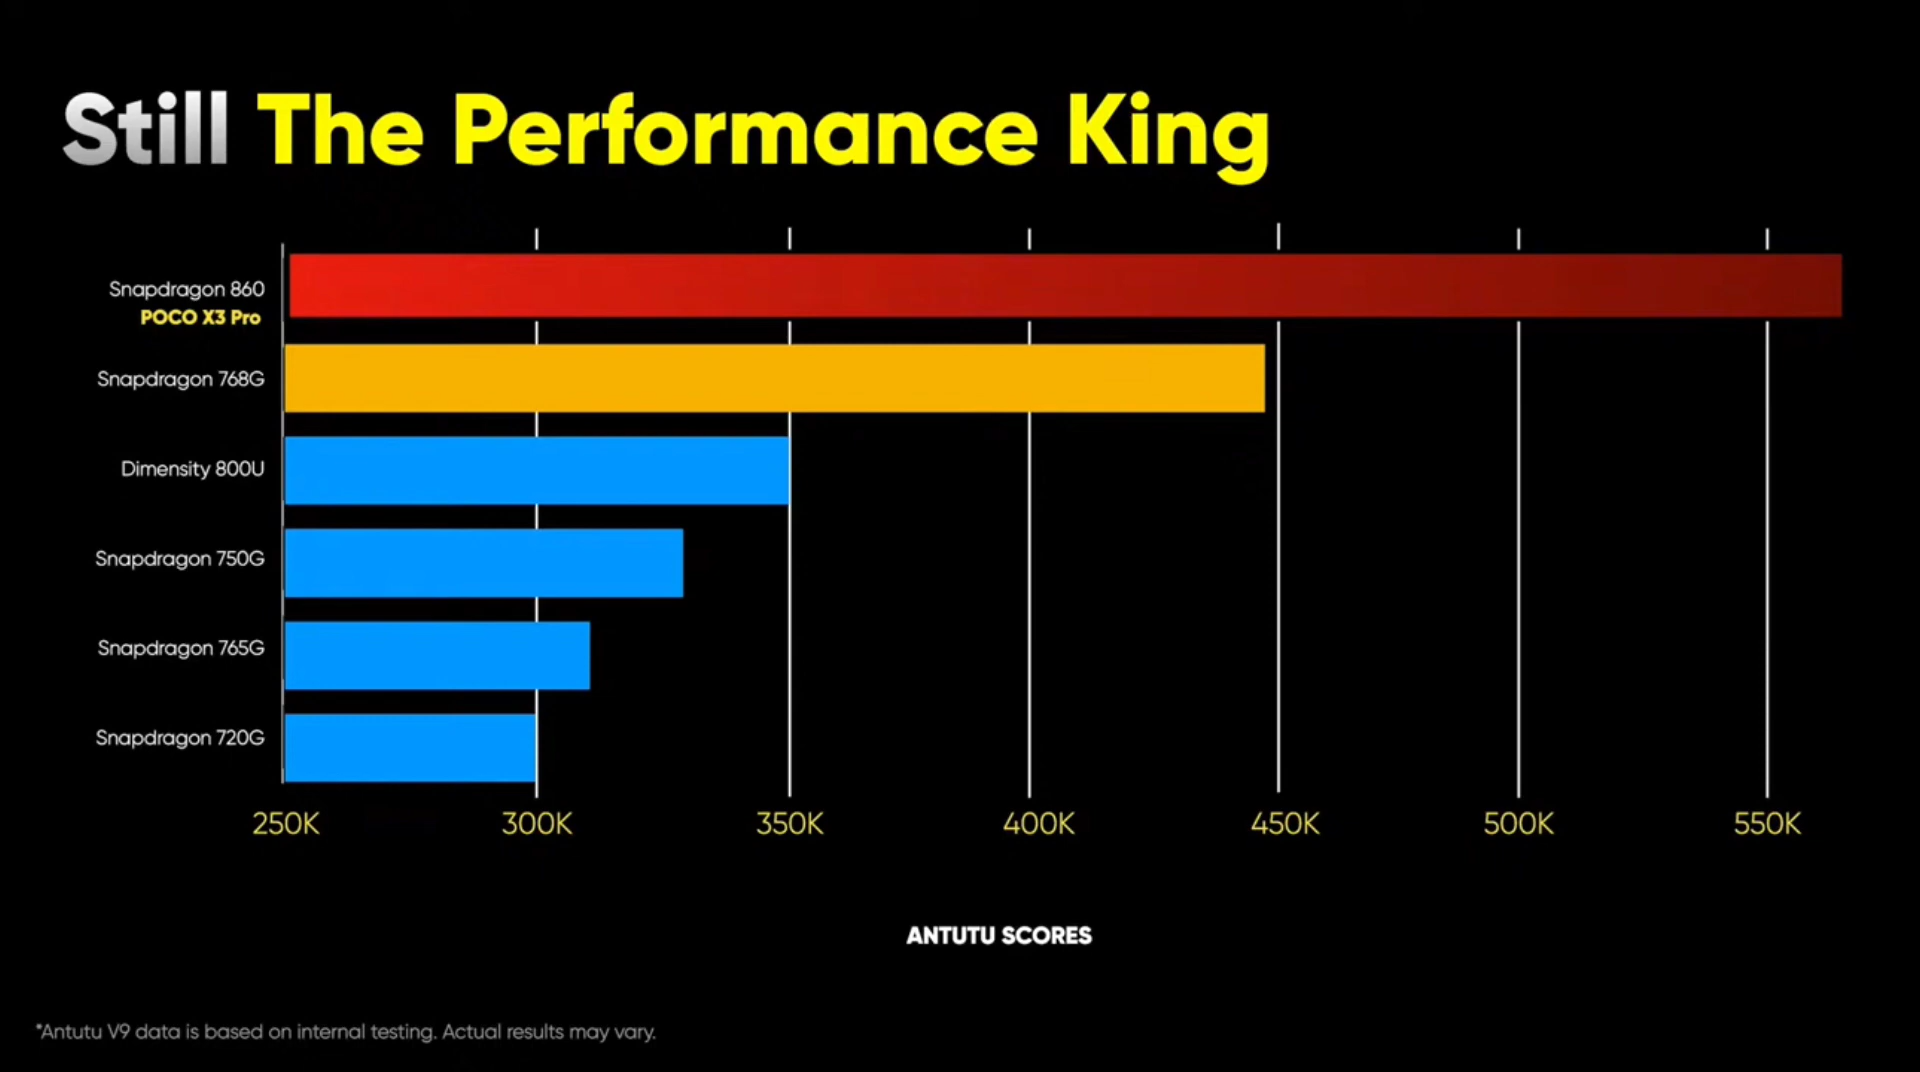 Still The Performance King
Snapdragon 860
POCO X3 Pro
Snapdragon 768G
Dimensity 800U
Snapdragon 750G
Snapdragon 765G
Snapdragon 720G
250K 300K 350K 400K 450K 500K 550K
ANTUTU SCORES
*Antutu V9 data is based on internal testing. Actual results may vary.